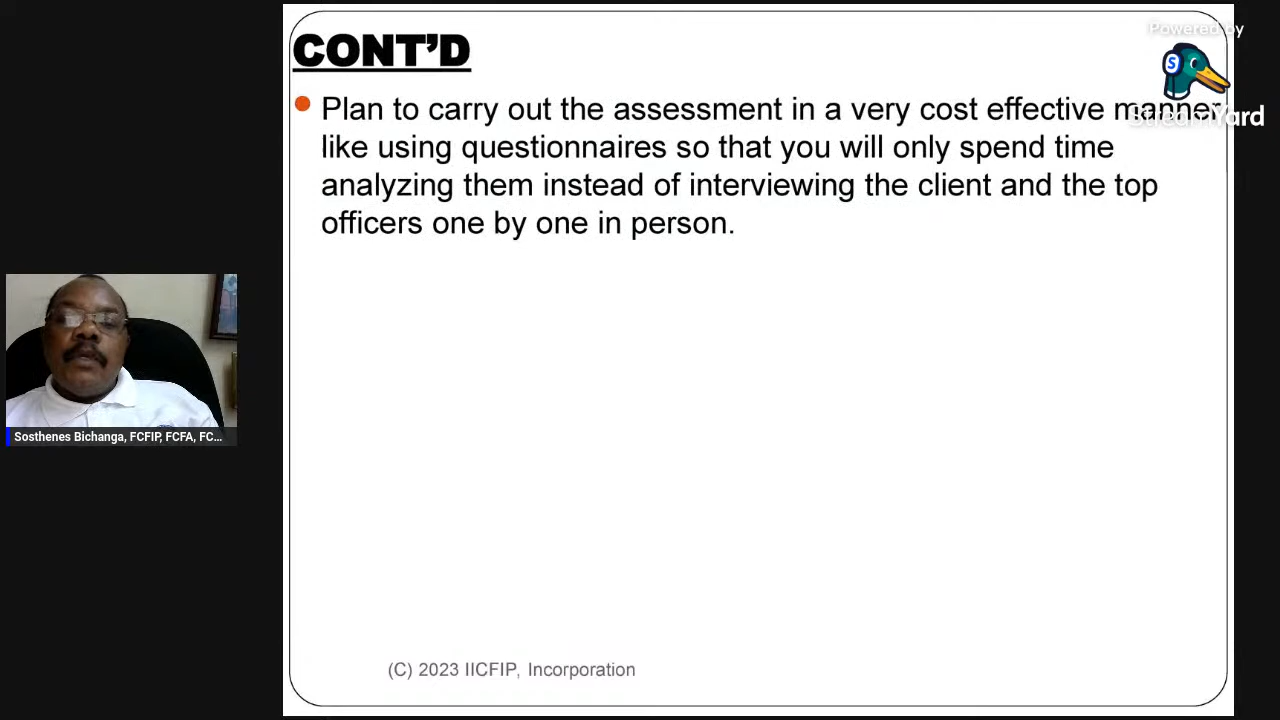 CONT'D
Plan to carry out the assessment in a very cost effective manner
like using questionnaires so that you will only spend time
analyzing them instead of interviewing the client and the top
officers one by one in person.
(C) 2023 IICFIP, Incorporation
Sosthenes Bichanga, FCFIP, FCFA, FC...
Powered by
S
StreamYard